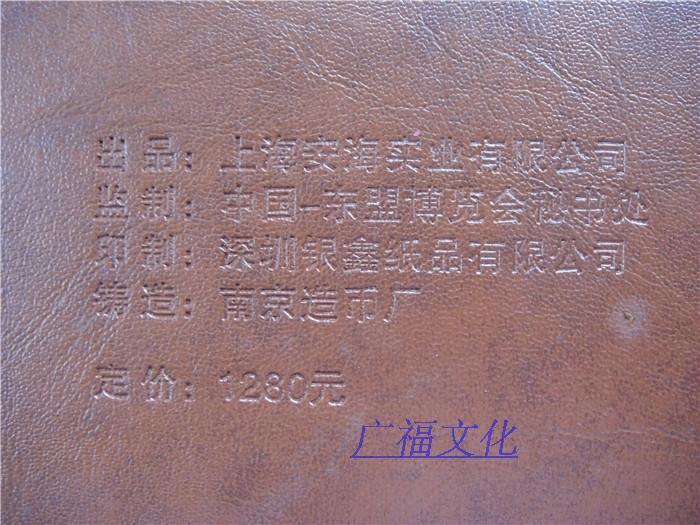 出品：上海安海实业有限公司
监制：中国-东盟博览会秘书处
印制：深圳银鑫纸品有限公司
铸造：南京造币厂
定价：1280元
广福文化